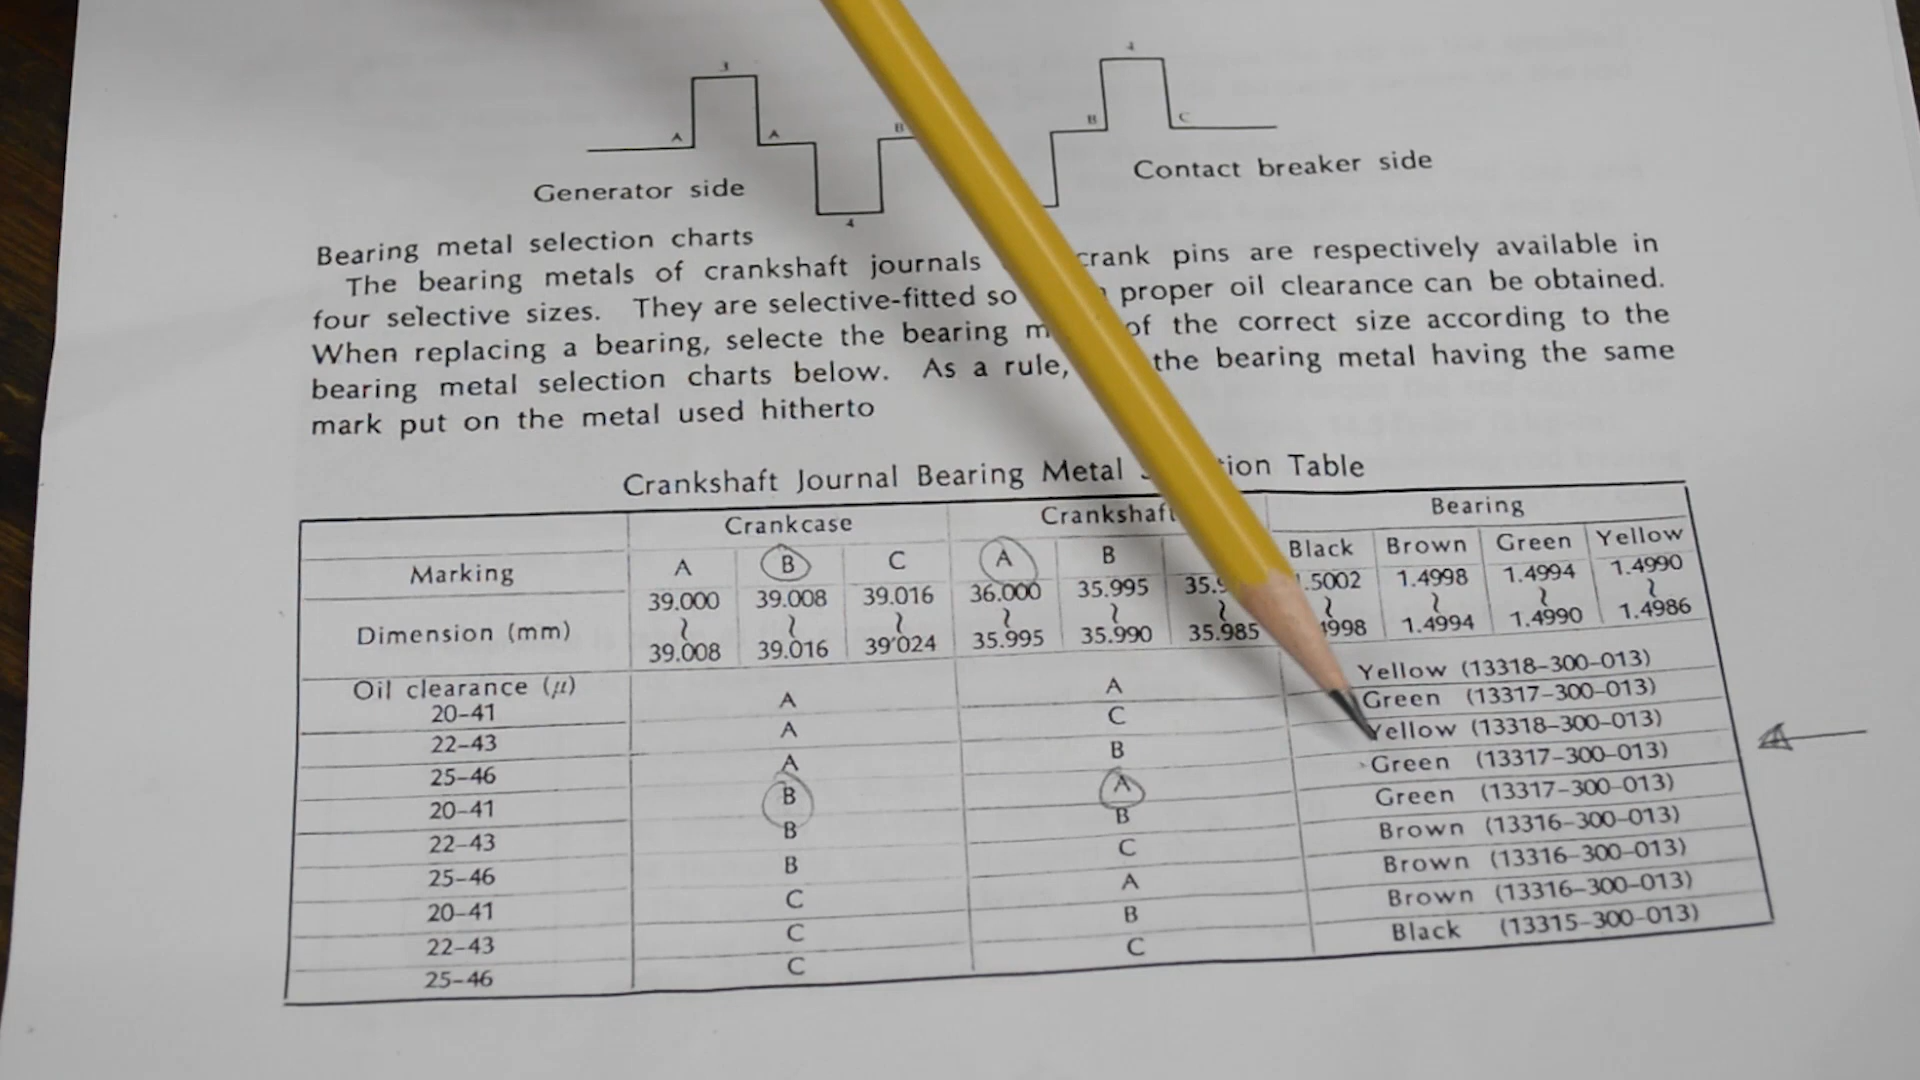 3
4
A
A
B
B
C
4
Generator side
Contact breaker side
Bearing metal selection charts
The bearing metals of crankshaft journals crank pins are respectively available in
four selective sizes. They are selective-fitted so proper oil clearance can be obtained.
When replacing a bearing, selecte the bearing of the correct size according to the
bearing metal selection charts below. As a rule, the bearing metal having the same
mark put on the metal used hitherto
Crankshaft Journal Bearing Metal Table
Crankcase Crankshaft Bearing
Marking A B C A B Black Brown Green Yellow
Dimension (mm) 39.000 39.008 39.016 36.000 35.995 1.4998 1.4994 1.4990
~ ~ ~ ~ ~ ~ ~ ~ ~ ~
39.008 39.016 39'024 35.995 35.990 35.985 1.4994 1.4990 1.4986
Oil clearance (μ)
20-41 A A Yellow (13318-300-013)
22-43 A C Green (13317-300-013)
25-46 A B Yellow (13318-300-013)
20-41 B A Green (13317-300-013)
22-43 B B Green (13317-300-013)
25-46 B C Brown (13316-300-013)
20-41 C A Brown (13316-300-013)
22-43 C B Brown (13316-300-013)
25-46 C C Black (13315-300-013)